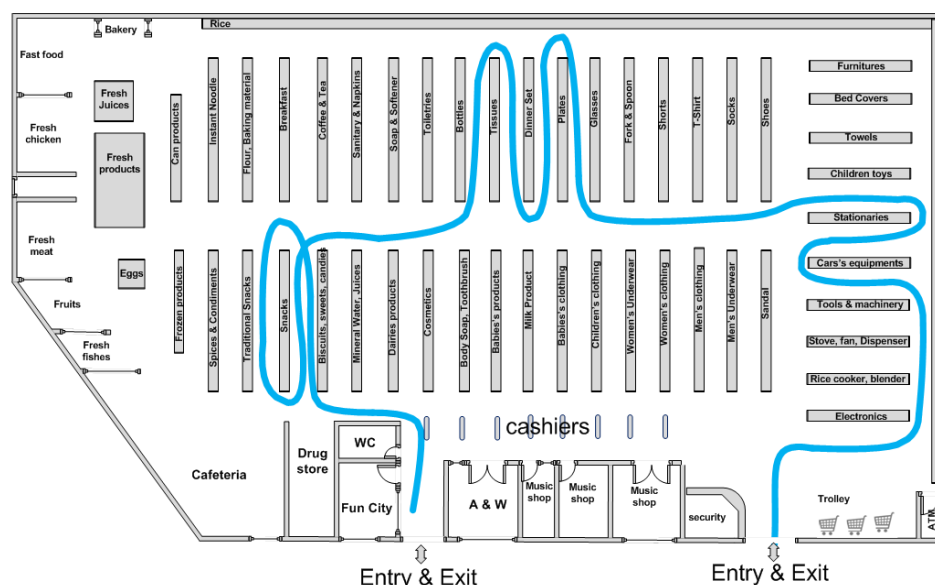 Rice
Bakery
Fast food
Fresh
Juices
Fresh
chicken
Fresh
products
Fresh
meat
Eggs
Fruits
Fresh
fishes
Can products
Instant Noodle
Flour, Baking material
Breakfast
Coffee & Tea
Sanitary & Napkins
Soap & Softener
Toiletries
Bottles
Tissues
Dinner Set
Plates
Glasses
Fork & Spoon
Shorts
T-Shirt
Socks
Shoes
Furnitures
Bed Covers
Towels
Children toys
Stationaries
Cars's equipments
Tools & machinery
Stove, fan, Dispenser
Rice cooker, blender
Electronics
Frozen products
Spices & Condiments
Traditional Snacks
Snacks
Biscuits, sweets, candies
Mineral Water, Juices
Dairies products
Cosmetics
Body Soap, Toothbrush
Babies's products
Milk Product
Babies's clothing
Children's clothing
Women's Underwear
Women's clothing
Men's clothing
Men's Underwear
Sandal
cashiers
Cafeteria
Drug
store
WC
Fun City
A & W
Music
shop
Music
shop
Music
shop
security
Trolley
ATM
Entry & Exit
Entry & Exit